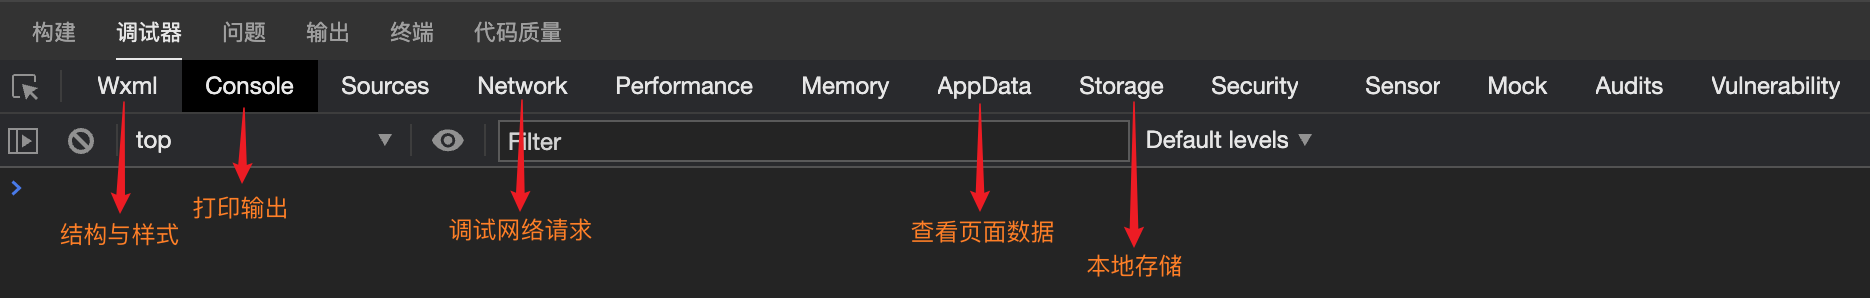 构建 调试器 问题 输出 终端 代码质量
Wxml Console Sources Network Performance Memory AppData Storage Security Sensor Mock Audits Vulnerability
top Filter Default levels
打印输出
结构与样式
调试网络请求
查看页面数据
本地存储